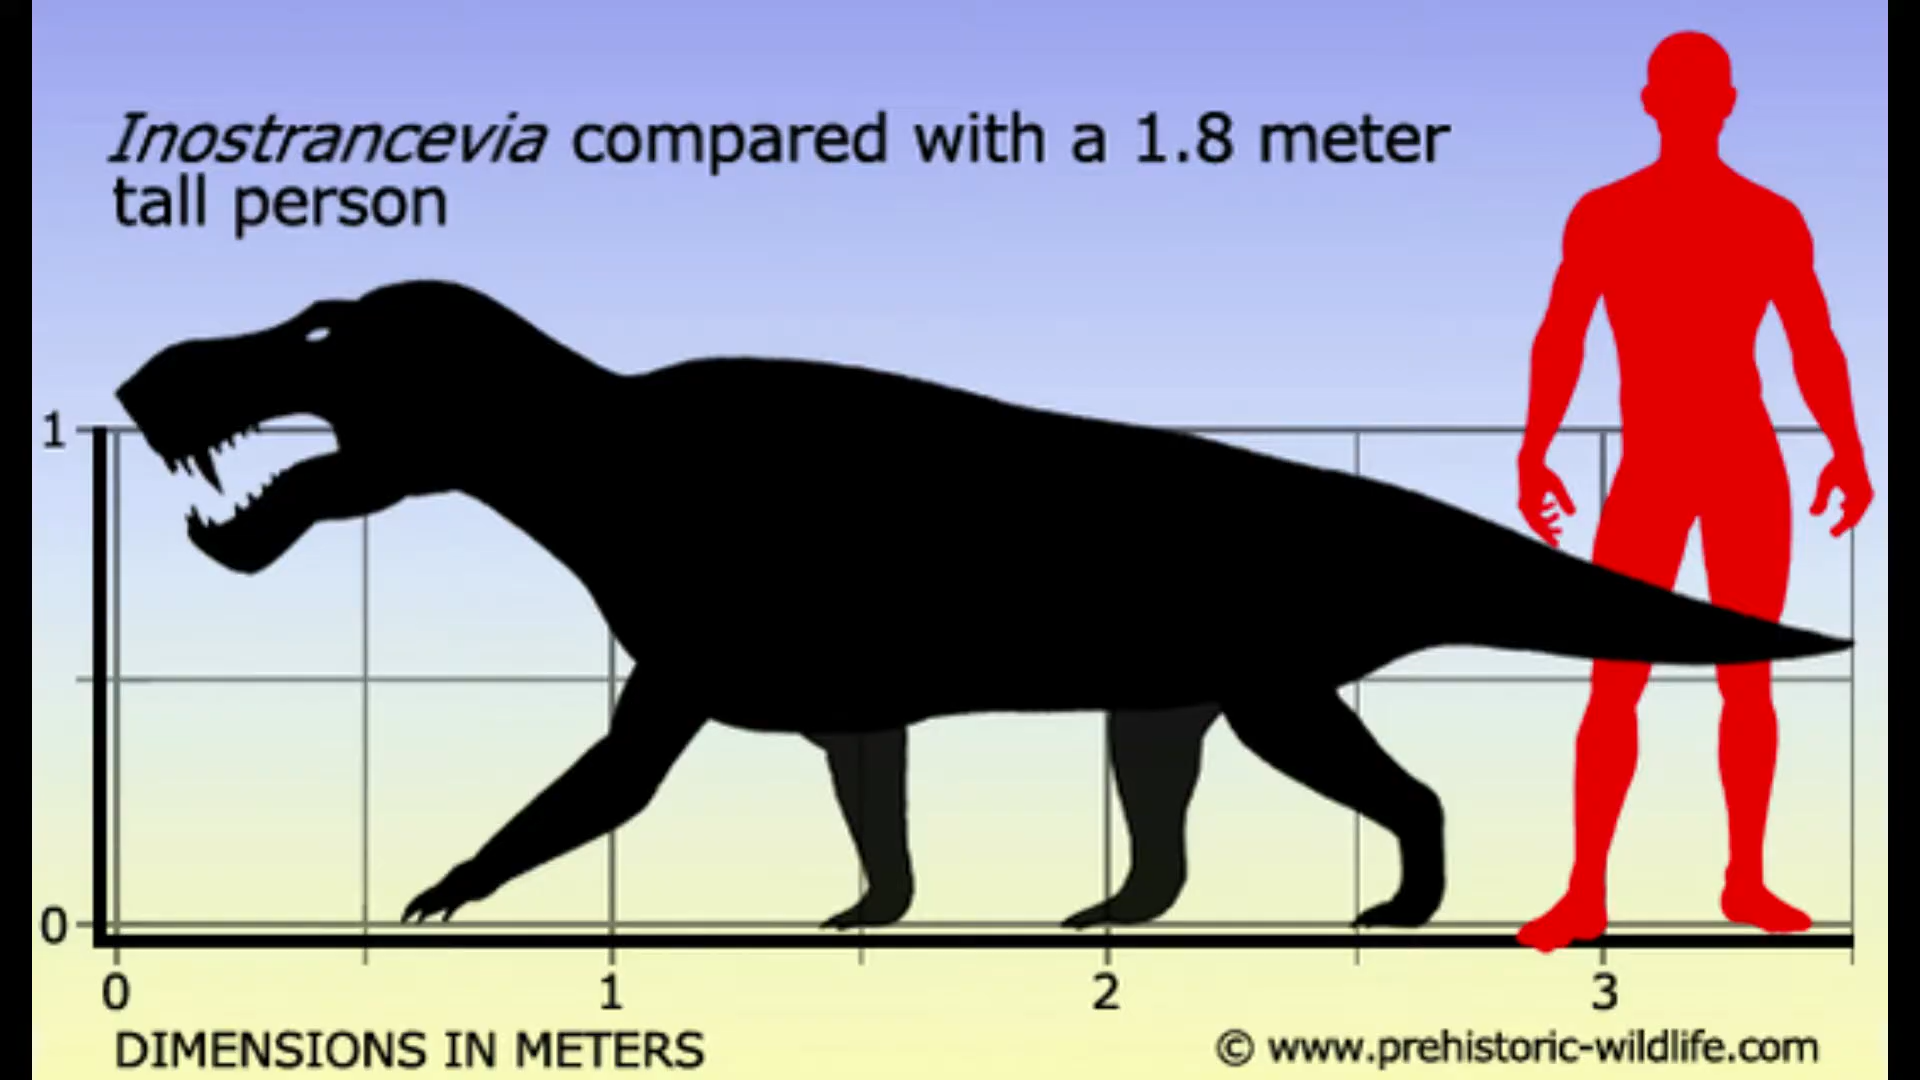 Inostrancevia compared with a 1.8 meter
tall person
1
0
0 1 2 3
DIMENSIONS IN METERS
© www.prehistoric-wildlife.com